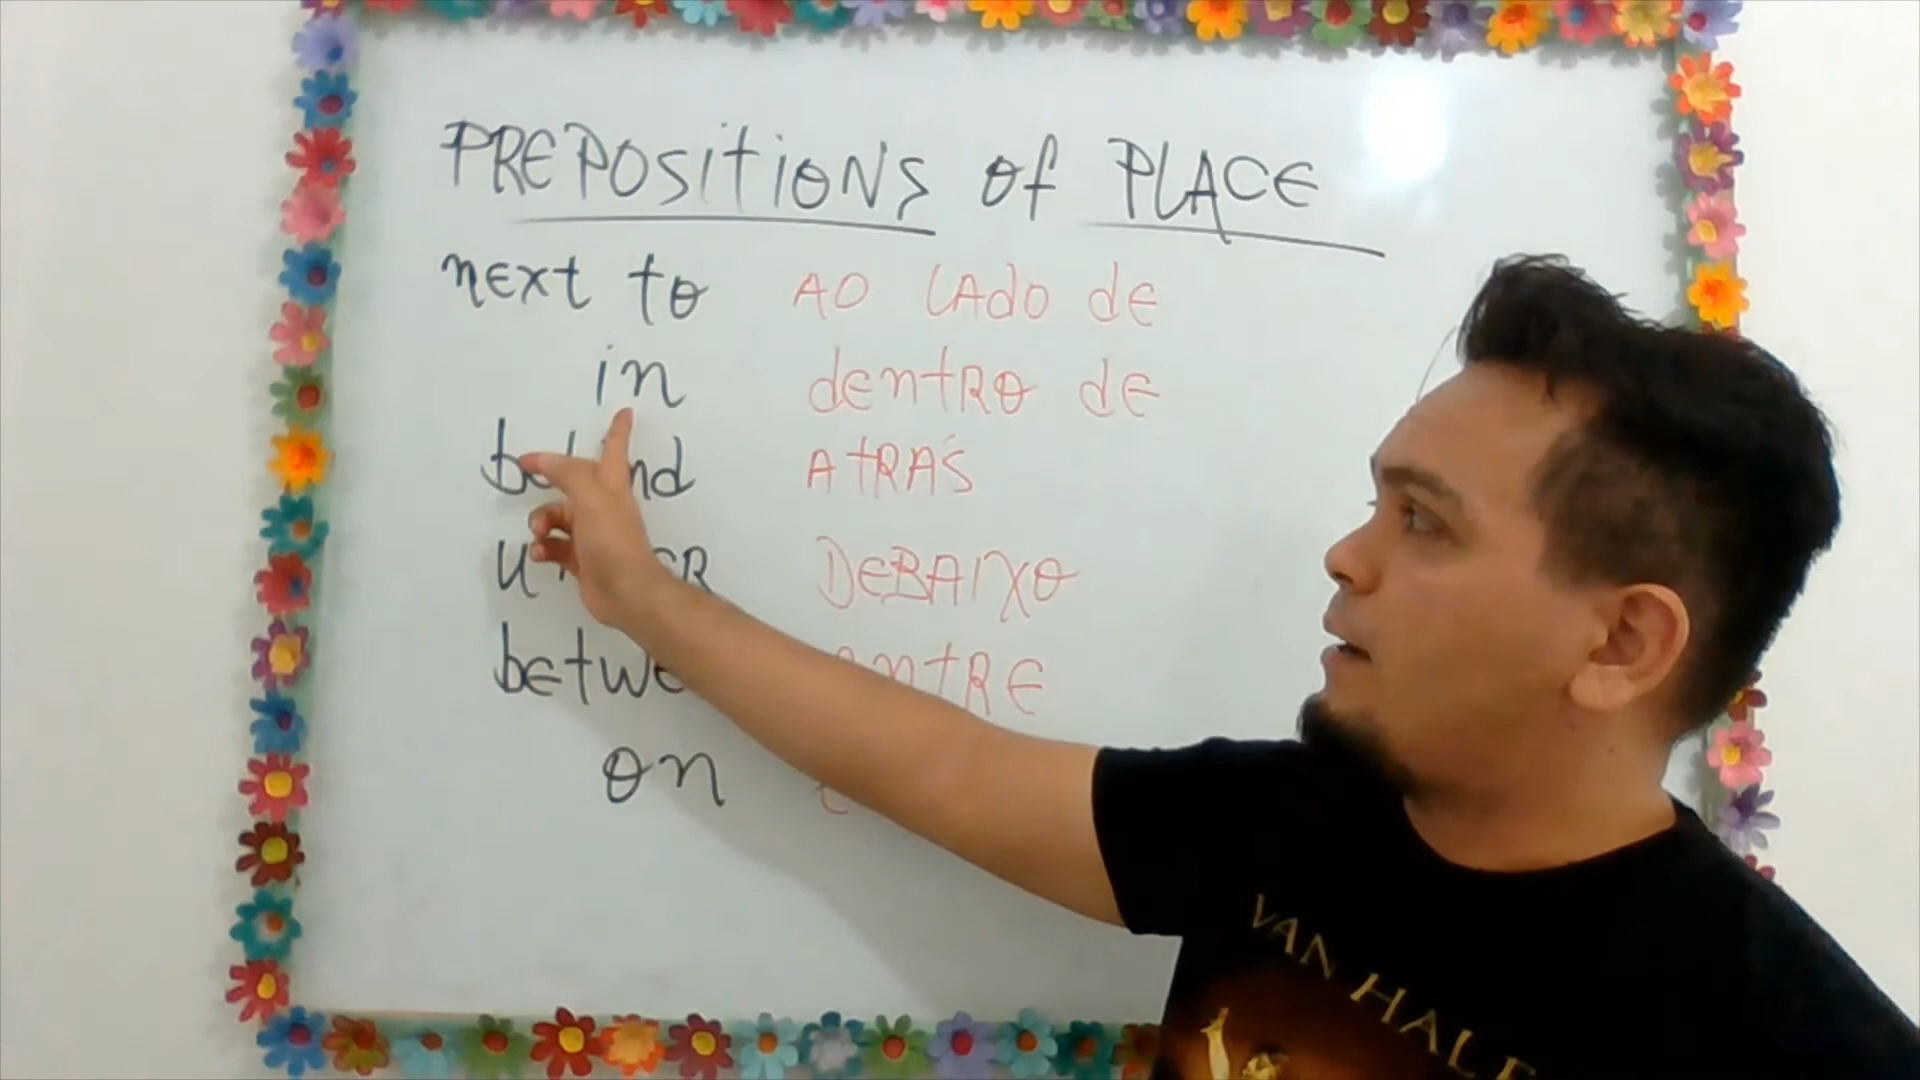 PREPOSITIONS of PLACE
next to AO LADO DE
in DENTRO DE
behind ATRÁS
UNDER DEBAIXO
ENTRE
on
VAN HALE